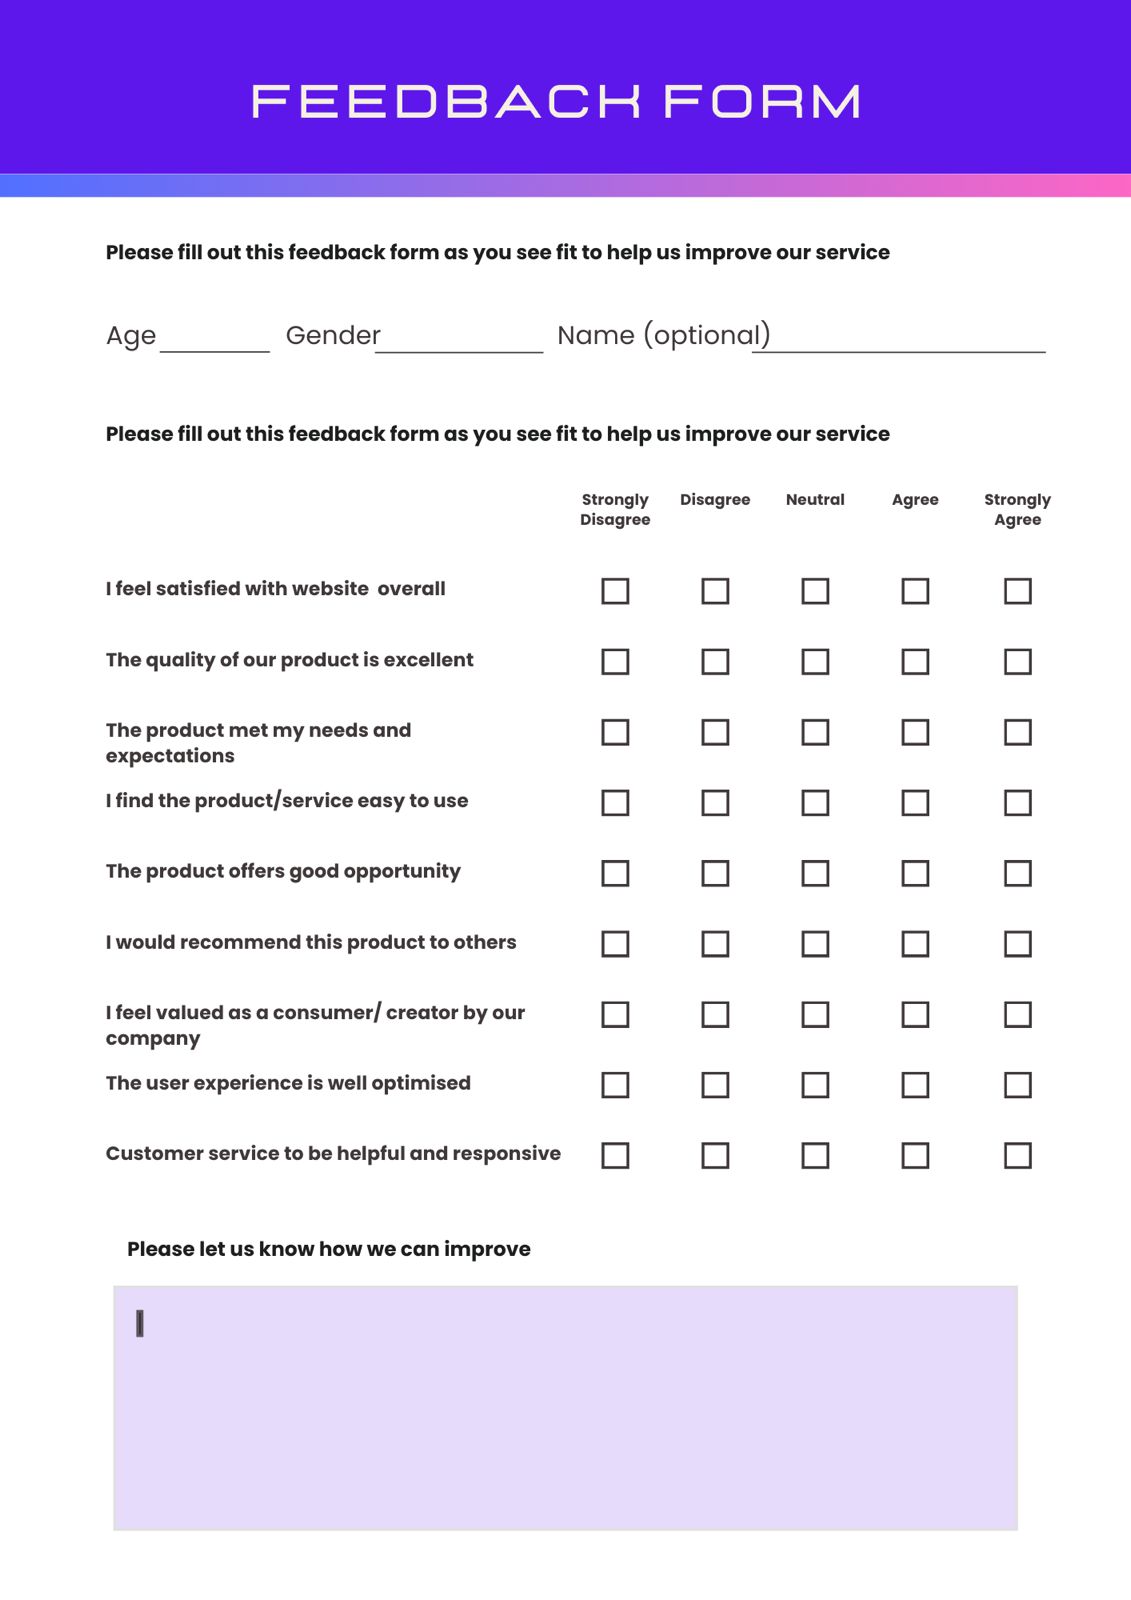 FEEDBACK FORM
Please fill out this feedback form as you see fit to help us improve our service
Age Gender Name (optional)
Please fill out this feedback form as you see fit to help us improve our service
Strongly Disagree Neutral Agree Strongly
Disagree Agree
I feel satisfied with website overall
The quality of our product is excellent
The product met my needs and
expectations
I find the product/service easy to use
The product offers good opportunity
I would recommend this product to others
I feel valued as a consumer/ creator by our
company
The user experience is well optimised
Customer service to be helpful and responsive
Please let us know how we can improve